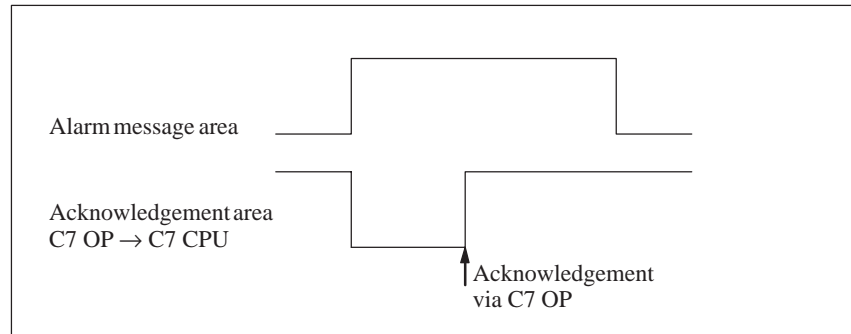 Alarm message area
Acknowledgement area
C7 OP → C7 CPU
Acknowledgement
via C7 OP